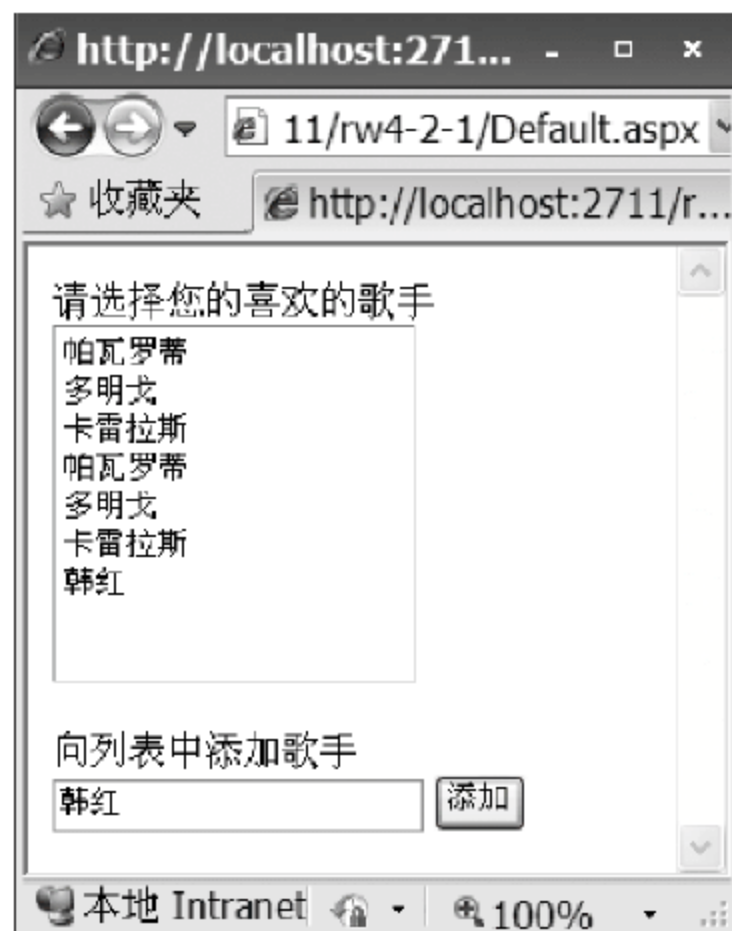 http://localhost:271...
11/rw4-2-1/Default.aspx
收藏夹 http://localhost:2711/r...
请选择您的喜欢的歌手
帕瓦罗蒂
多明戈
卡雷拉斯
帕瓦罗蒂
多明戈
卡雷拉斯
韩红
向列表中添加歌手
韩红 添加
本地 Intranet 100%